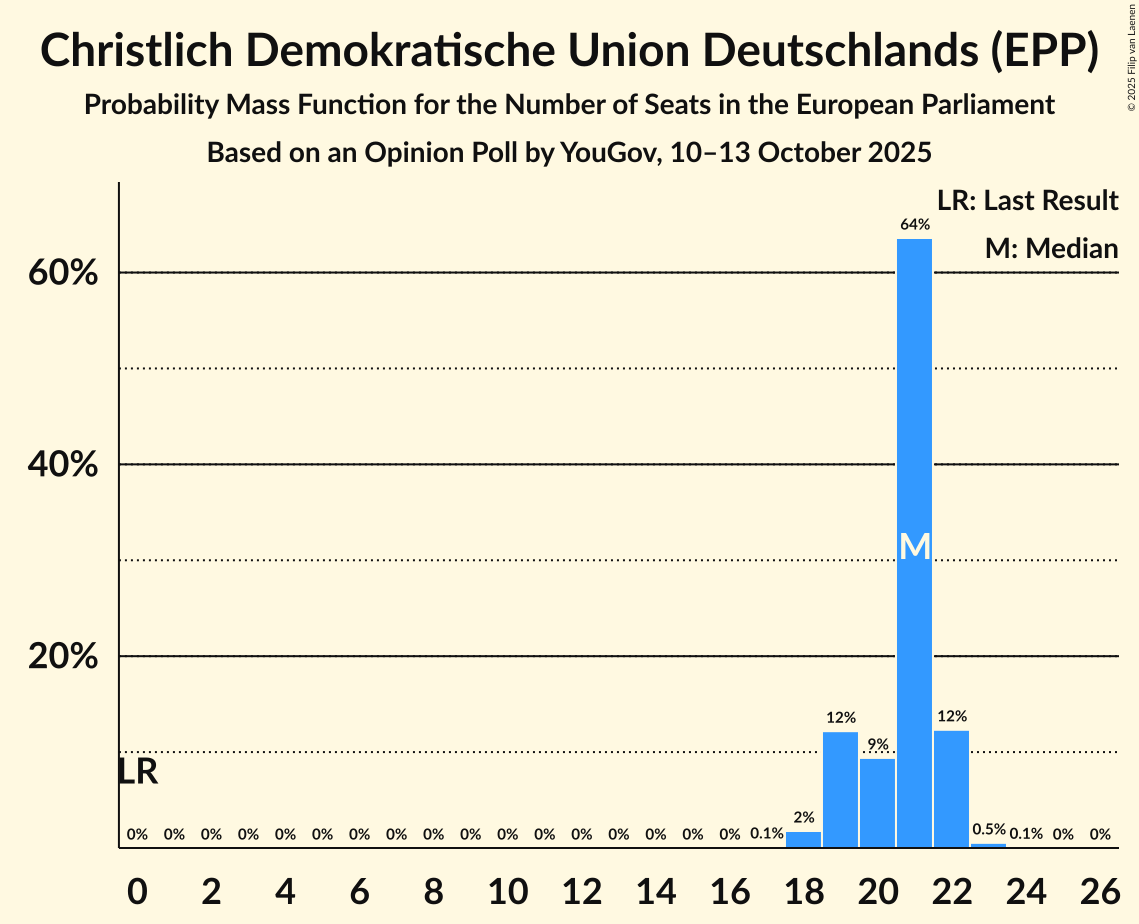 Christlich Demokratische Union Deutschlands (EPP)
Probability Mass Function for the Number of Seats in the European Parliament
Based on an Opinion Poll by YouGov, 10–13 October 2025
© 2025 Filip van Laenen
LR: Last Result
M: Median
64%
60%
40%
M
20%
12% 9% 12%
LR
0% 0% 0% 0% 0% 0% 0% 0% 0% 0% 0% 0% 0% 0% 0% 0% 0% 0.1% 2% 0.5% 0.1% 0% 0%
0 2 4 6 8 10 12 14 16 18 20 22 24 26